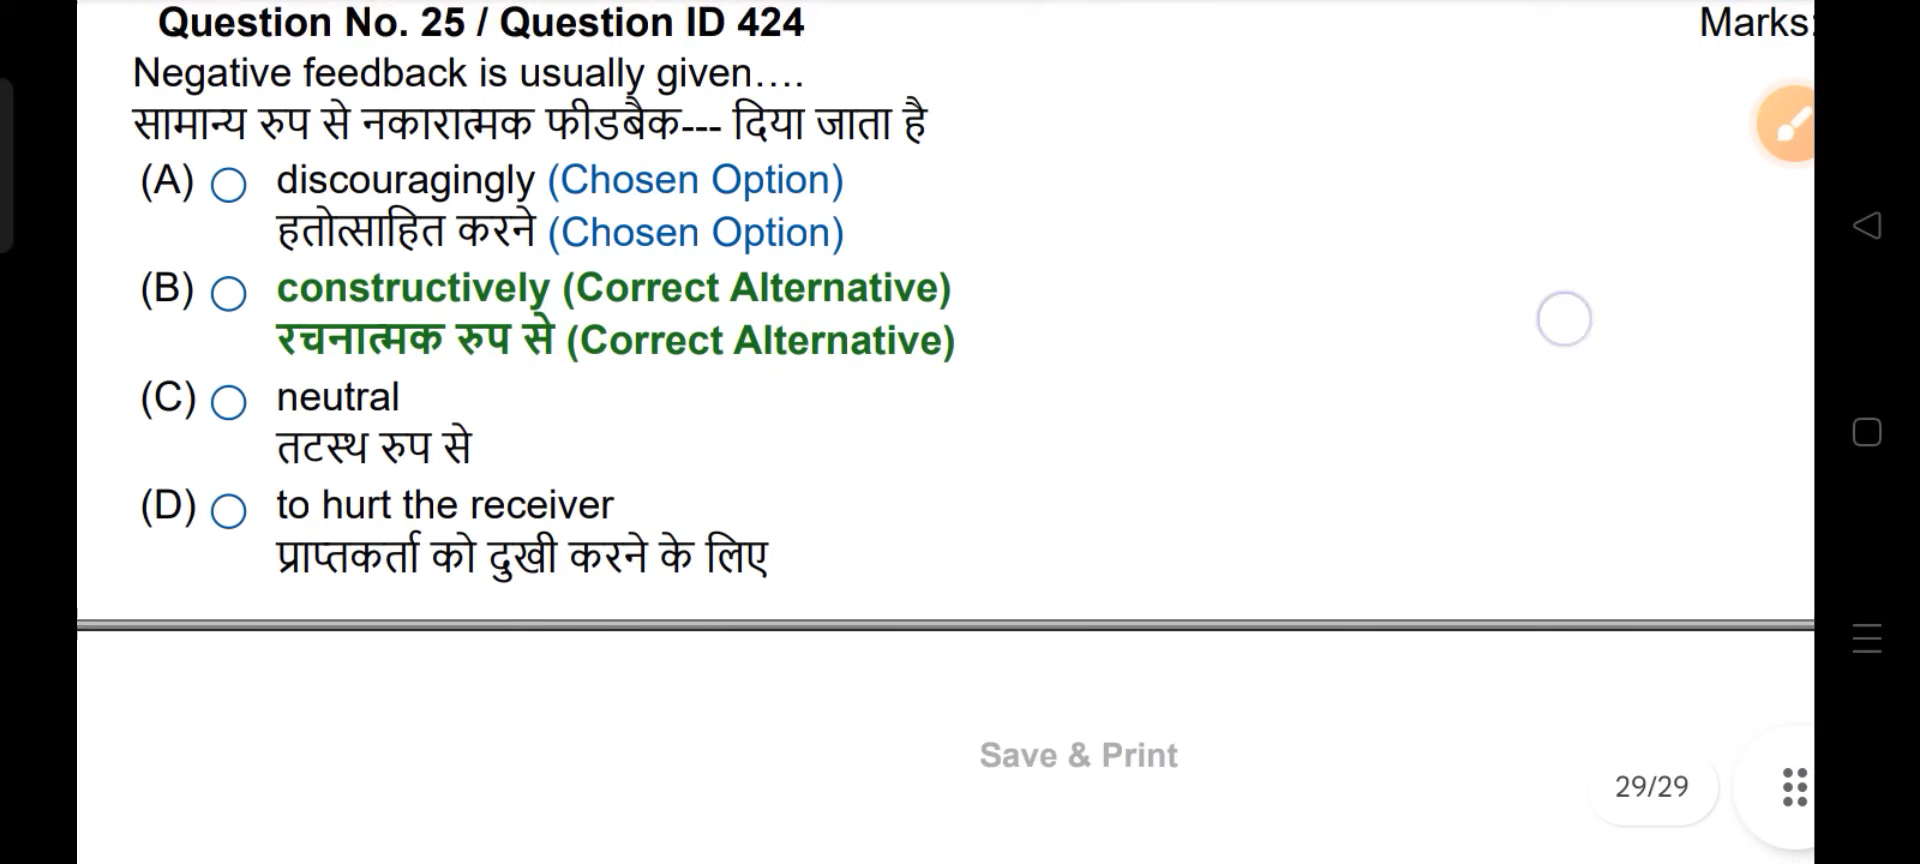 Question No. 25 / Question ID 424
Marks:
Negative feedback is usually given....
सामान्य रुप से नकारात्मक फीडबैक--- दिया जाता है
(A) discouragingly (Chosen Option)
हतोत्साहित करने (Chosen Option)
(B) constructively (Correct Alternative)
रचनात्मक रुप से (Correct Alternative)
(C) neutral
तटस्थ रुप से
(D) to hurt the receiver
प्राप्तकर्ता को दुखी करने के लिए
Save & Print
29/29